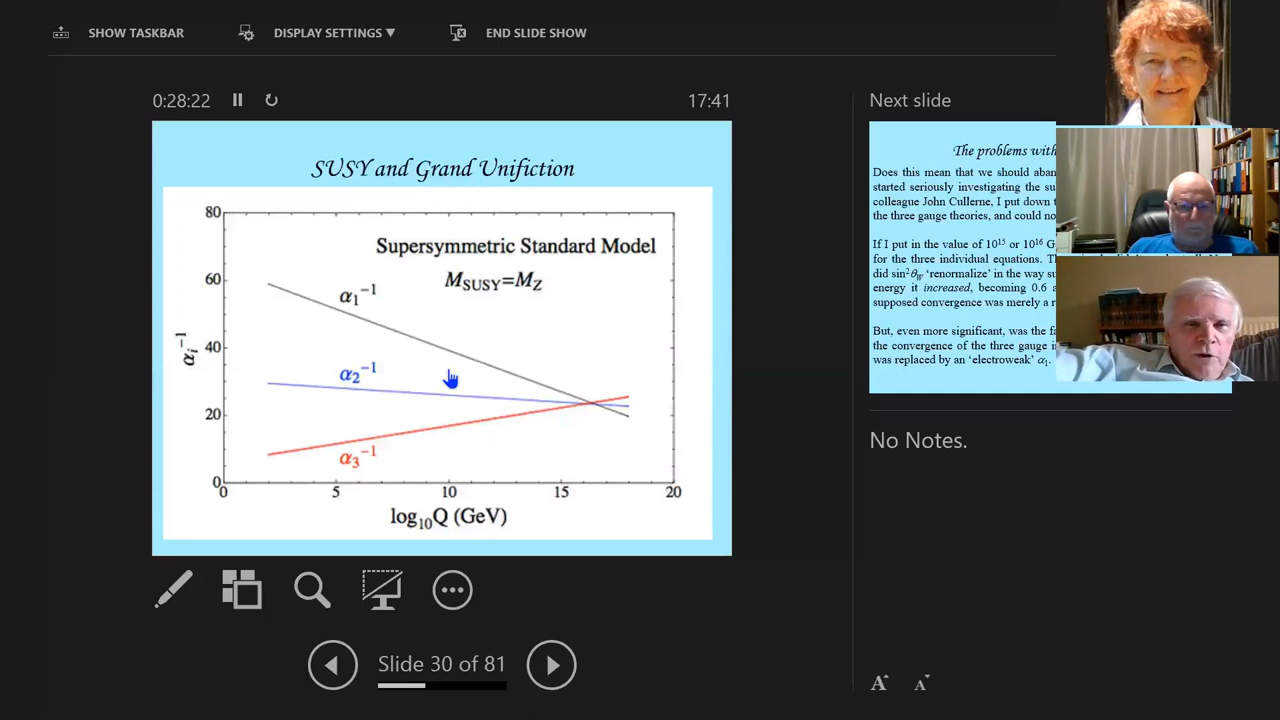 SHOW TASKBAR
DISPLAY SETTINGS ▼
END SLIDE SHOW
0:28:22
17:41
Next slide
SUSY and Grand Unifiction
80
60
40
20
0
α_i⁻¹
Supersymmetric Standard Model
M_SUSY=M_Z
α₁⁻¹
α₂⁻¹
α₃⁻¹
0
5
10
15
20
log₁₀Q (GeV)
The problems with
Does this mean that we should aban
started seriously investigating the su
colleague John Cullerne, I put down t
the three gauge theories, and could no
If I put in the value of 10¹⁵ or 10¹⁶ G
for the three individual equations. T
did sin²θ_W ‘renormalize’ in the way su
energy it increased, becoming 0.6 a
supposed convergence was merely a r
But, even more significant, was the fa
the convergence of the three gauge i
was replaced by an ‘electroweak’ α₁.
No Notes.
Slide 30 of 81
A
A